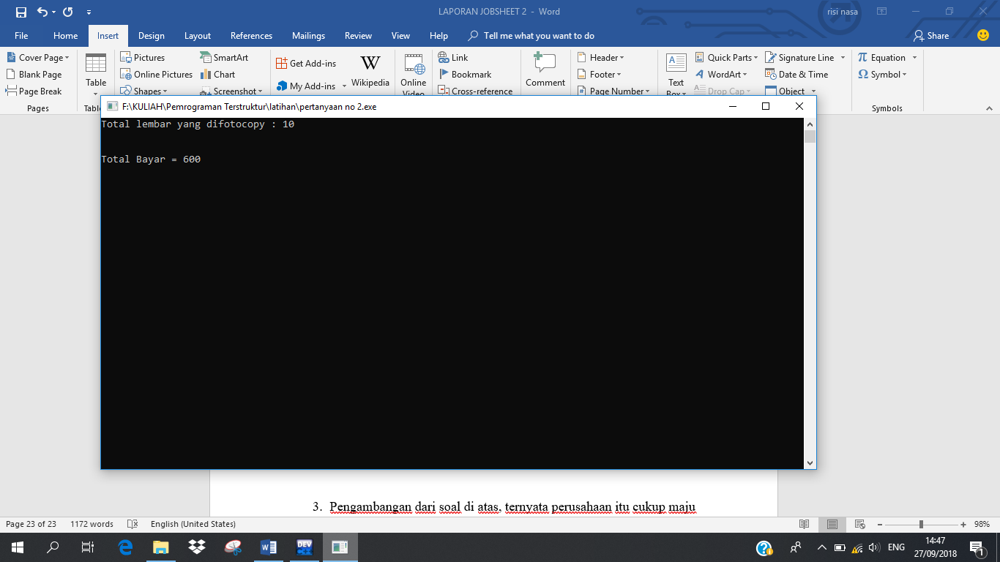 LAPORAN JOBSHEET 2 - Word
risi nasa
File Home Insert Design Layout References Mailings Review View Help Tell me what you want to do Share
Cover Page Pictures SmartArt Get Add-ins Link Header Quick Parts Signature Line Equation
Blank Page Table Online Pictures Chart Wikipedia Online Bookmark Comment Footer Text WordArt Date & Time Symbol
Page Break Shapes Screenshot My Add-ins Video Cross-reference Page Number Box Drop Cap Object
Pages Symbols
F:\KULIAH\Pemrograman Terstruktur\latihan\pertanyaan no 2.exe
Total lembar yang difotocopy : 10
Total Bayar = 600
3. Pengambangan dari soal di atas, ternyata perusahaan itu cukup maju
Page 23 of 23 1172 words English (United States) 98%
DEV
ENG
14:47
27/09/2018
1